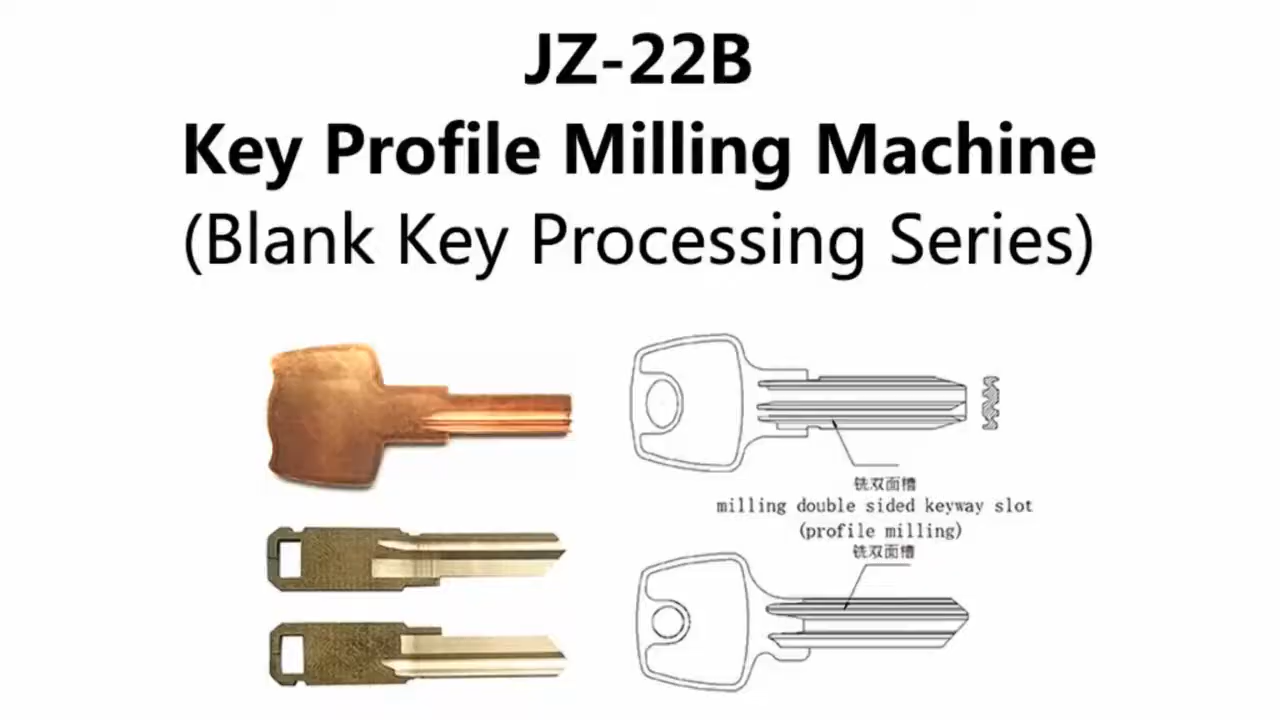 JZ-22B
Key Profile Milling Machine
(Blank Key Processing Series)
铣双面槽
milling double sided keyway slot
(profile milling)
铣双面槽